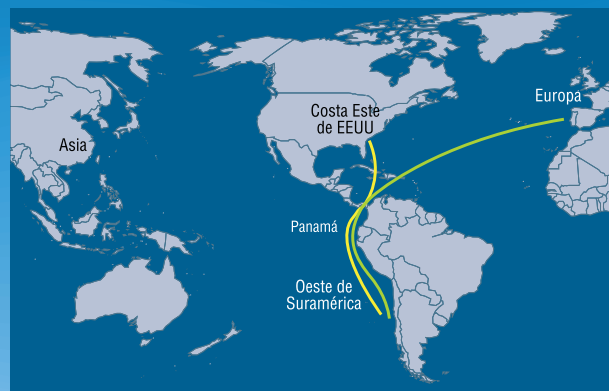 Europa
Costa Este
de EEUU
Asia
Panamá
Oeste de
Suramérica